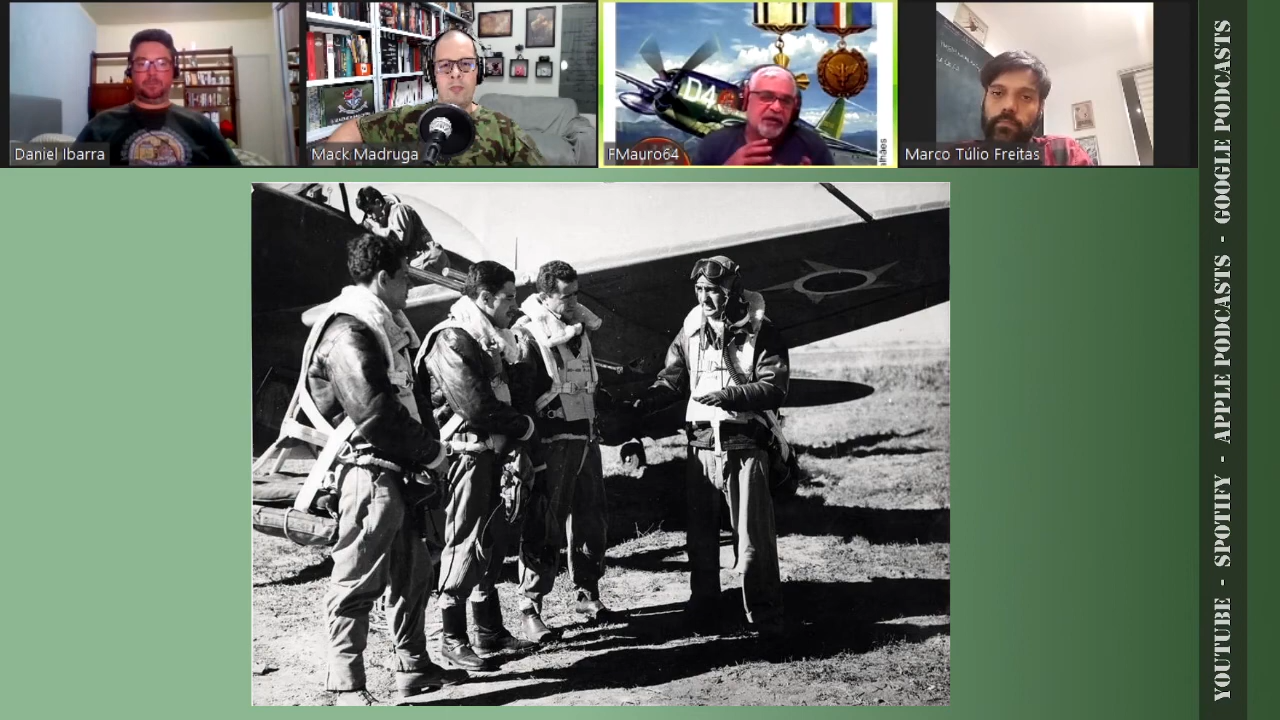 Daniel Ibarra
Mack Madruga
FMauro64
Marco Túlio Freitas
D4
YOUTUBE - SPOTIFY - APPLE PODCASTS - GOOGLE PODCASTS